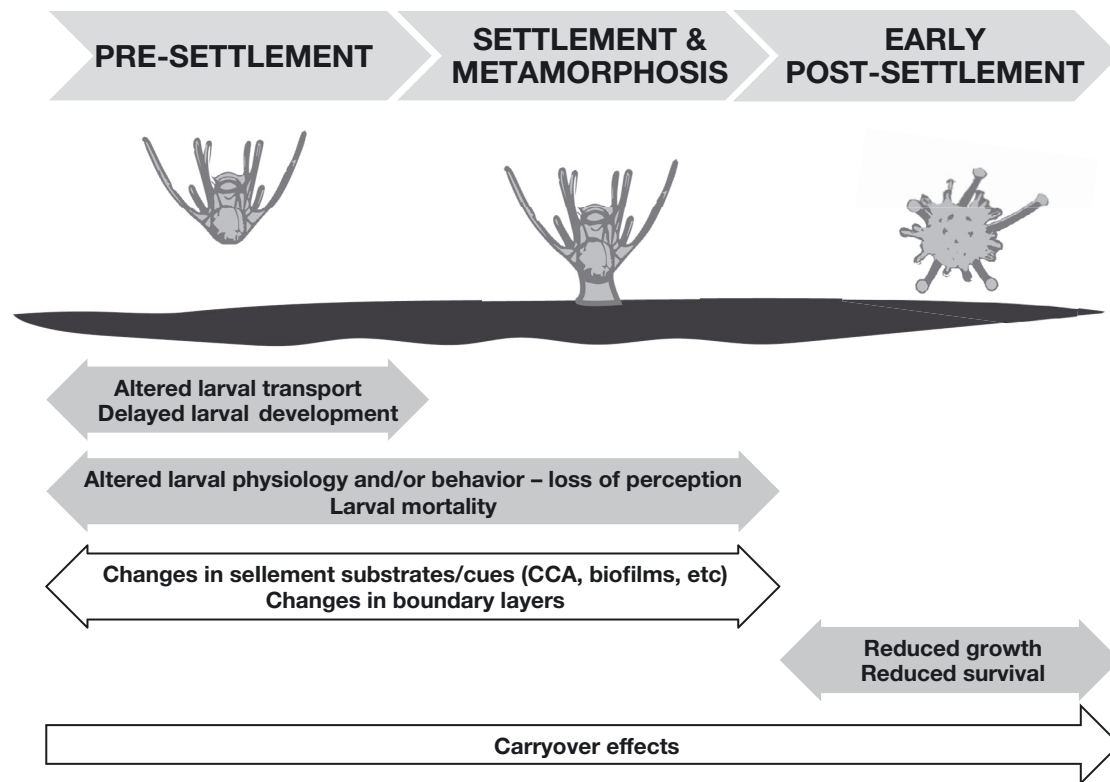 PRE-SETTLEMENT
SETTLEMENT &
METAMORPHOSIS
EARLY
POST-SETTLEMENT
Altered larval transport
Delayed larval development
Altered larval physiology and/or behavior – loss of perception
Larval mortality
Changes in sellement substrates/cues (CCA, biofilms, etc)
Changes in boundary layers
Reduced growth
Reduced survival
Carryover effects